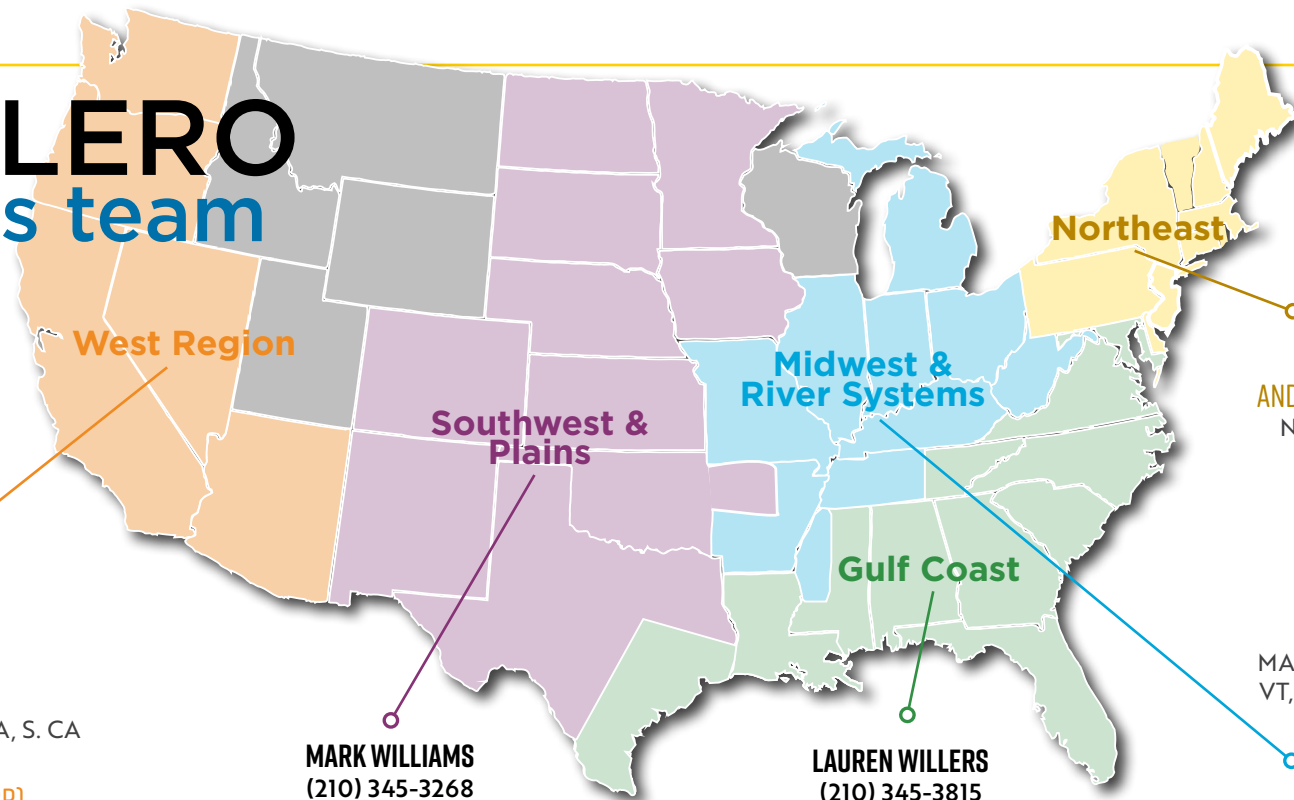 LERO
s team
Northeast
West Region
Midwest &
River Systems
AND
N
Southwest &
Plains
Gulf Coast
MA
VT,
A, S. CA
MARK WILLIAMS
(210) 345-3268
LAUREN WILLERS
(210) 345-3815